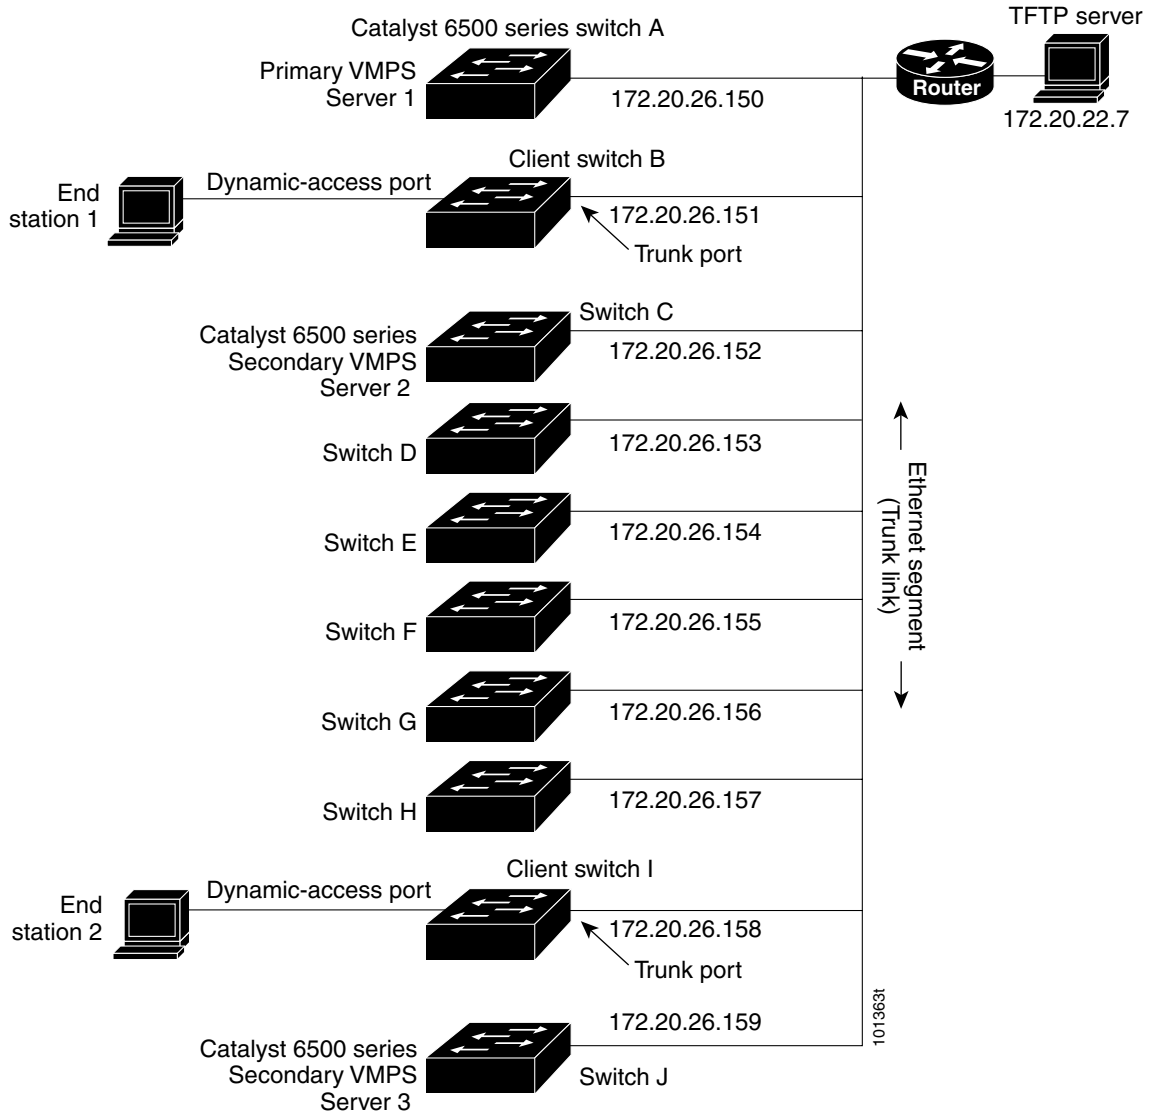 TFTP server
Catalyst 6500 series switch A
Primary VMPS
Server 1
172.20.26.150
Router
172.20.22.7
Client switch B
End
station 1
Dynamic-access port
172.20.26.151
Trunk port
Switch C
Catalyst 6500 series
Secondary VMPS
Server 2
172.20.26.152
Switch D
172.20.26.153
Ethernet segment
(Trunk link)
Switch E
172.20.26.154
Switch F
172.20.26.155
Switch G
172.20.26.156
Switch H
172.20.26.157
Client switch I
End
station 2
Dynamic-access port
172.20.26.158
Trunk port
101363t
172.20.26.159
Catalyst 6500 series
Secondary VMPS
Server 3
Switch J